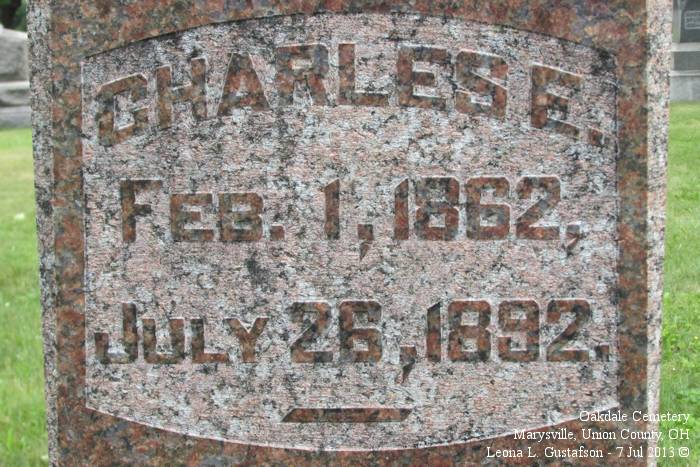 CHARLES E.
FEB. 1, 1862,
JULY 26, 1892.
Oakdale Cemetery
Marysville, Union County, OH
Leona L. Gustafson - 7 Jul 2013 ©